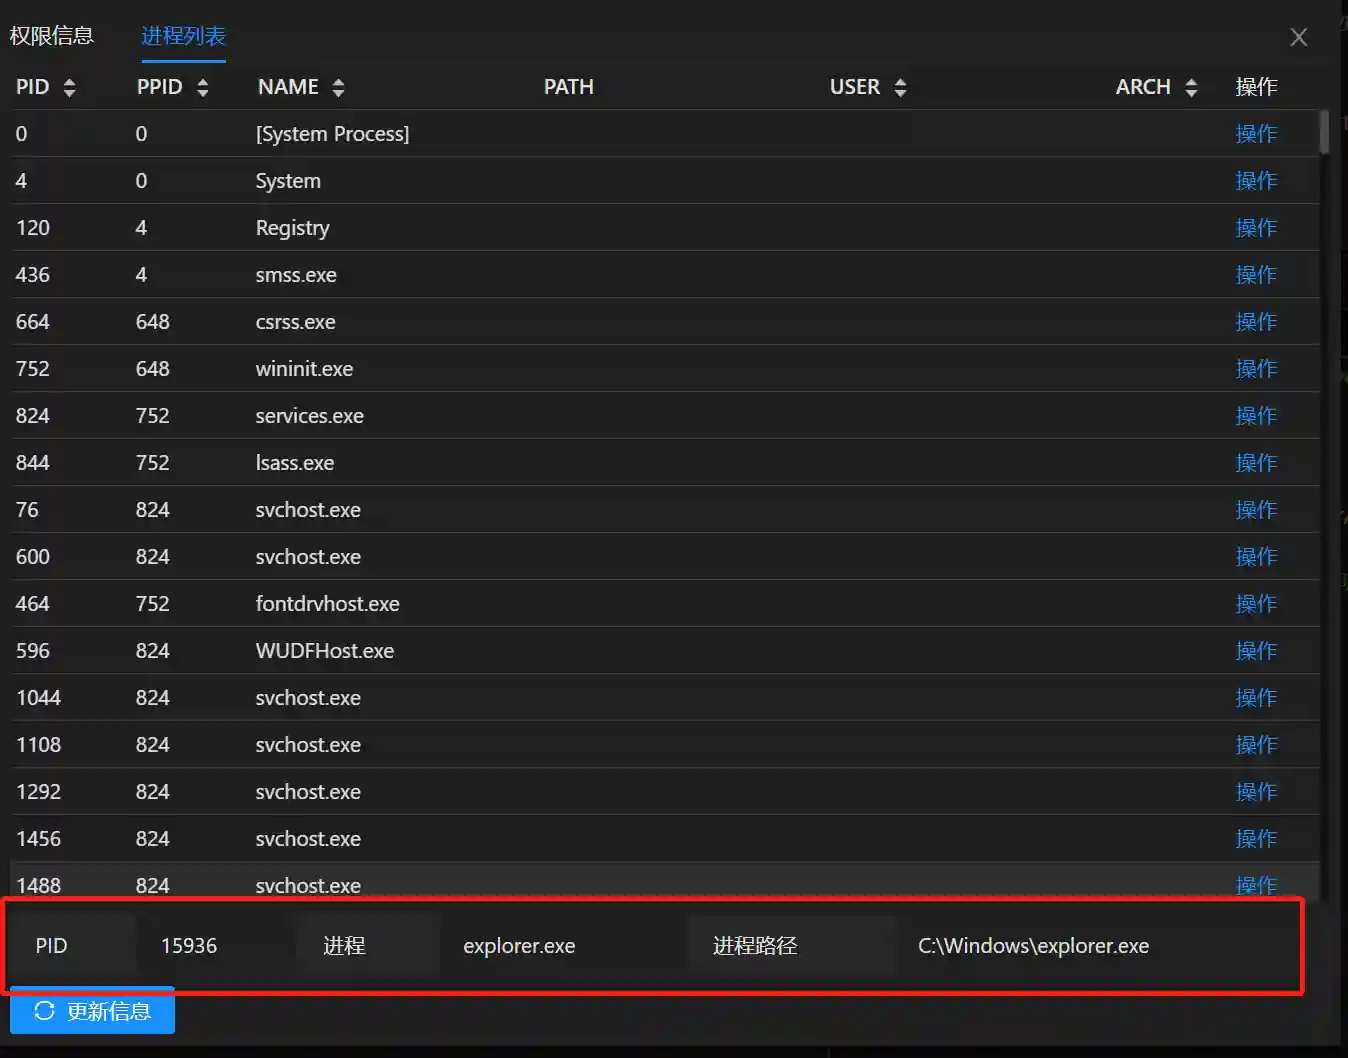 权限信息 进程列表
PID PPID NAME PATH USER ARCH 操作
0 0 [System Process] 操作
4 0 System 操作
120 4 Registry 操作
436 4 smss.exe 操作
664 648 csrss.exe 操作
752 648 wininit.exe 操作
824 752 services.exe 操作
844 752 lsass.exe 操作
76 824 svchost.exe 操作
600 824 svchost.exe 操作
464 752 fontdrvhost.exe 操作
596 824 WUDFHost.exe 操作
1044 824 svchost.exe 操作
1108 824 svchost.exe 操作
1292 824 svchost.exe 操作
1456 824 svchost.exe 操作
1488 824 svchost.exe 操作
PID 15936 进程 explorer.exe 进程路径 C:\Windows\explorer.exe
更新信息